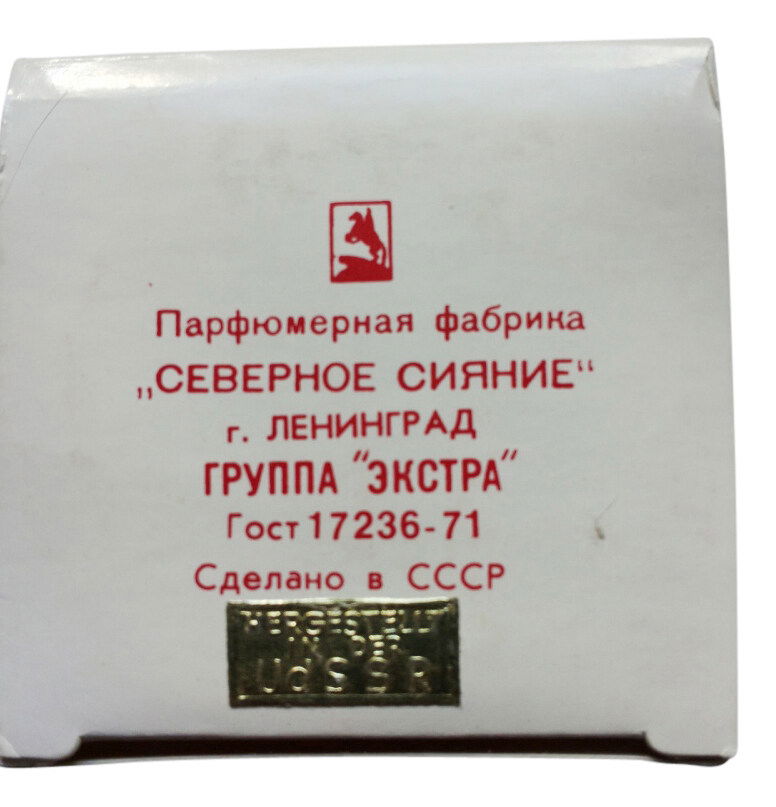 Парфюмерная фабрика
„СЕВЕРНОЕ СИЯНИЕ“
г. ЛЕНИНГРАД
ГРУППА "ЭКСТРА"
Гост 17236-71
Сделано в СССР
HERGESTELLT
IN DER
UdSSR